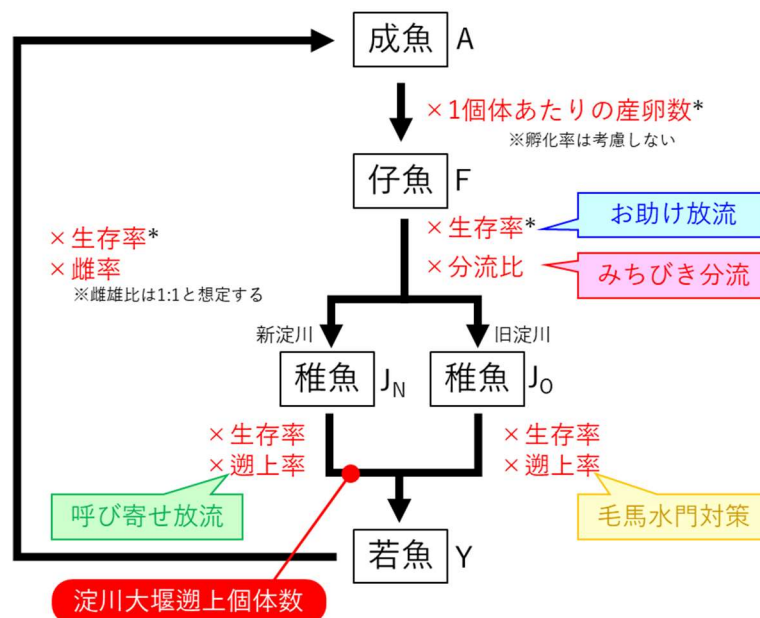 成魚 A
×1個体あたりの産卵数*
※孵化率は考慮しない
仔魚 F
×生存率*
お助け放流
×分流比
みちびき分流
×生存率*
×雌率
※雌雄比は1:1と想定する
新淀川
旧淀川
稚魚 JN
稚魚 JO
×生存率
×遡上率
×生存率
×遡上率
呼び寄せ放流
毛馬水門対策
若魚 Y
淀川大堰遡上個体数